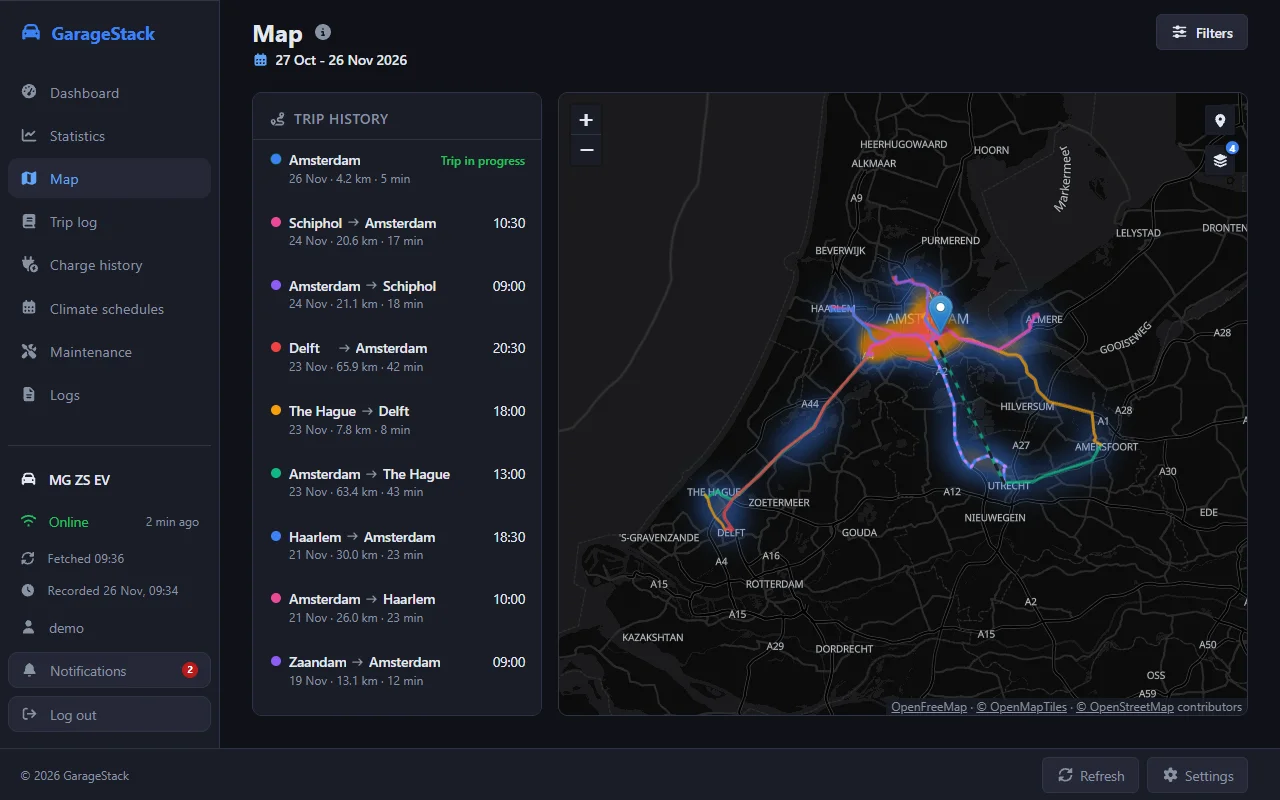 GarageStack
Dashboard
Statistics
Map
Trip log
Charge history
Climate schedules
Maintenance
Logs
MG ZS EV
Online 2 min ago
Fetched 09:36
Recorded 26 Nov, 09:34
demo
Notifications 2
Log out
Map
27 Oct - 26 Nov 2026
Filters
TRIP HISTORY
Amsterdam Trip in progress
26 Nov · 4.2 km · 5 min
Schiphol → Amsterdam 10:30
24 Nov · 20.6 km · 17 min
Amsterdam → Schiphol 09:00
24 Nov · 21.1 km · 18 min
Delft → Amsterdam 20:30
23 Nov · 65.9 km · 42 min
The Hague → Delft 18:00
23 Nov · 7.8 km · 8 min
Amsterdam → The Hague 13:00
23 Nov · 63.4 km · 43 min
Haarlem → Amsterdam 18:30
21 Nov · 30.0 km · 23 min
Amsterdam → Haarlem 10:00
21 Nov · 26.0 km · 23 min
Zaandam → Amsterdam 09:00
19 Nov · 13.1 km · 12 min
+
−
4
HEERHUGOWAARD
HOORN
ALKMAAR
Markermeer
A9
LELYSTAD
DRONTEN
PURMEREND
BEVERWIJK
HAARLEM
AMSTERDAM
ALMERE
GOOISEWEG
A28
A4
A2
A44
HILVERSUM
A28
A1
A27
AMERSFOORT
A30
THE HAGUE
ZOETERMEER
A12
UTRECHT
NIEUWEGEIN
EDE
'S-GRAVENZANDE
DELFT
GOUDA
A4
A16
A15
ROTTERDAM
A2
A15
A15
KAZAKHSTAN
A29
DORDRECHT
A50
OSS
A59
OpenFreeMap · © OpenMapTiles · © OpenStreetMap contributors
© 2026 GarageStack
Refresh
Settings